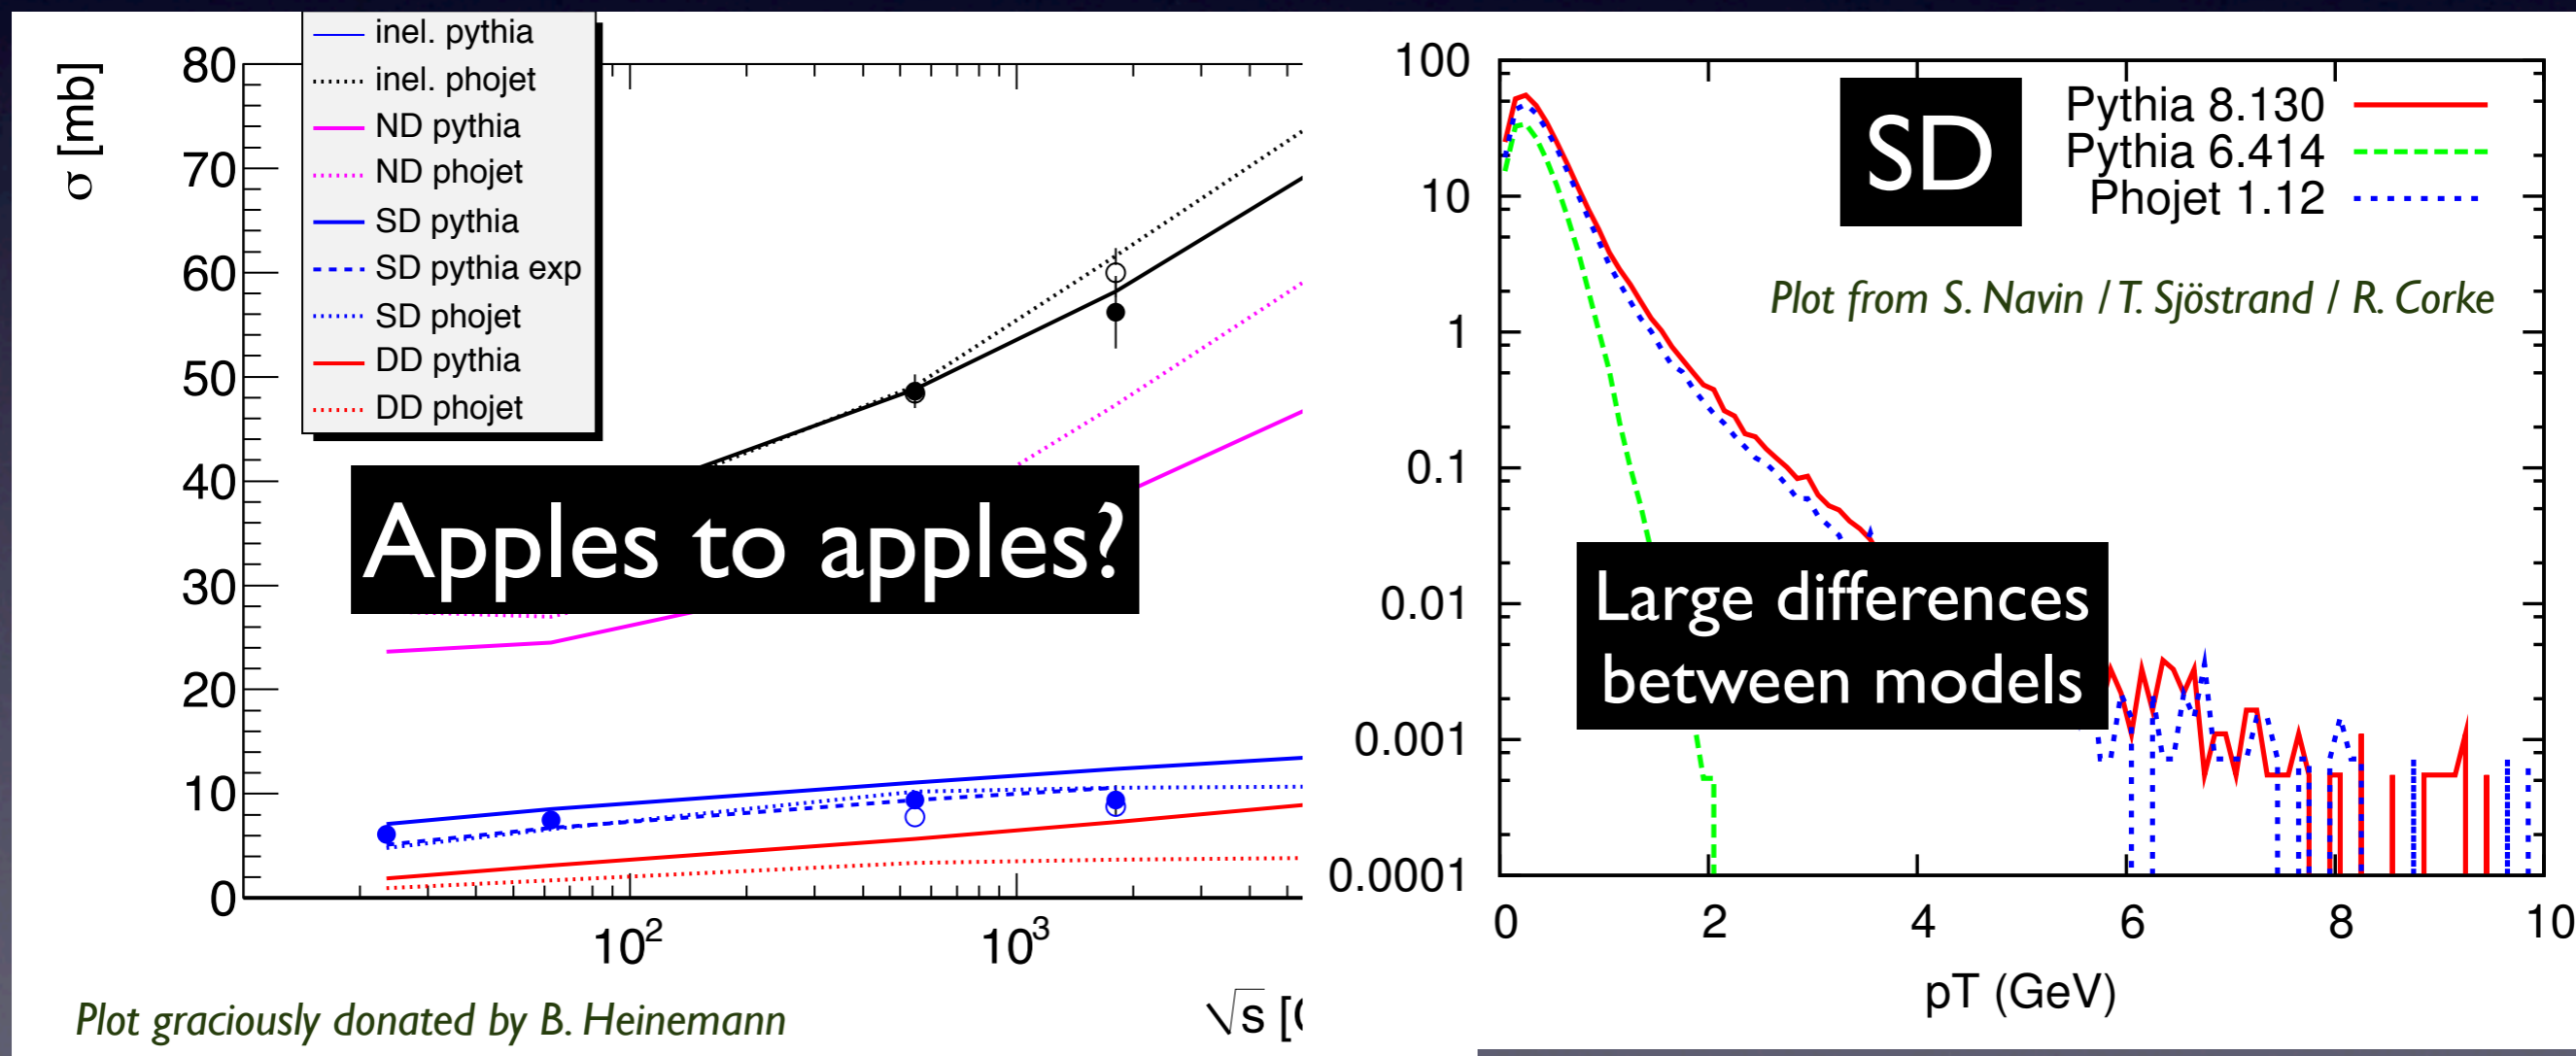 inel. pythia
inel. phojet
ND pythia
ND phojet
SD pythia
SD pythia exp
SD phojet
DD pythia
DD phojet
σ [mb]
80
70
60
50
40
30
20
10
0
10²
10³
√s [
Apples to apples?
Plot graciously donated by B. Heinemann
100
10
1
0.1
0.01
0.001
0.0001
SD
Pythia 8.130
Pythia 6.414
Phojet 1.12
Plot from S. Navin / T. Sjöstrand / R. Corke
Large differences
between models
0 2 4 6 8 10
pT (GeV)